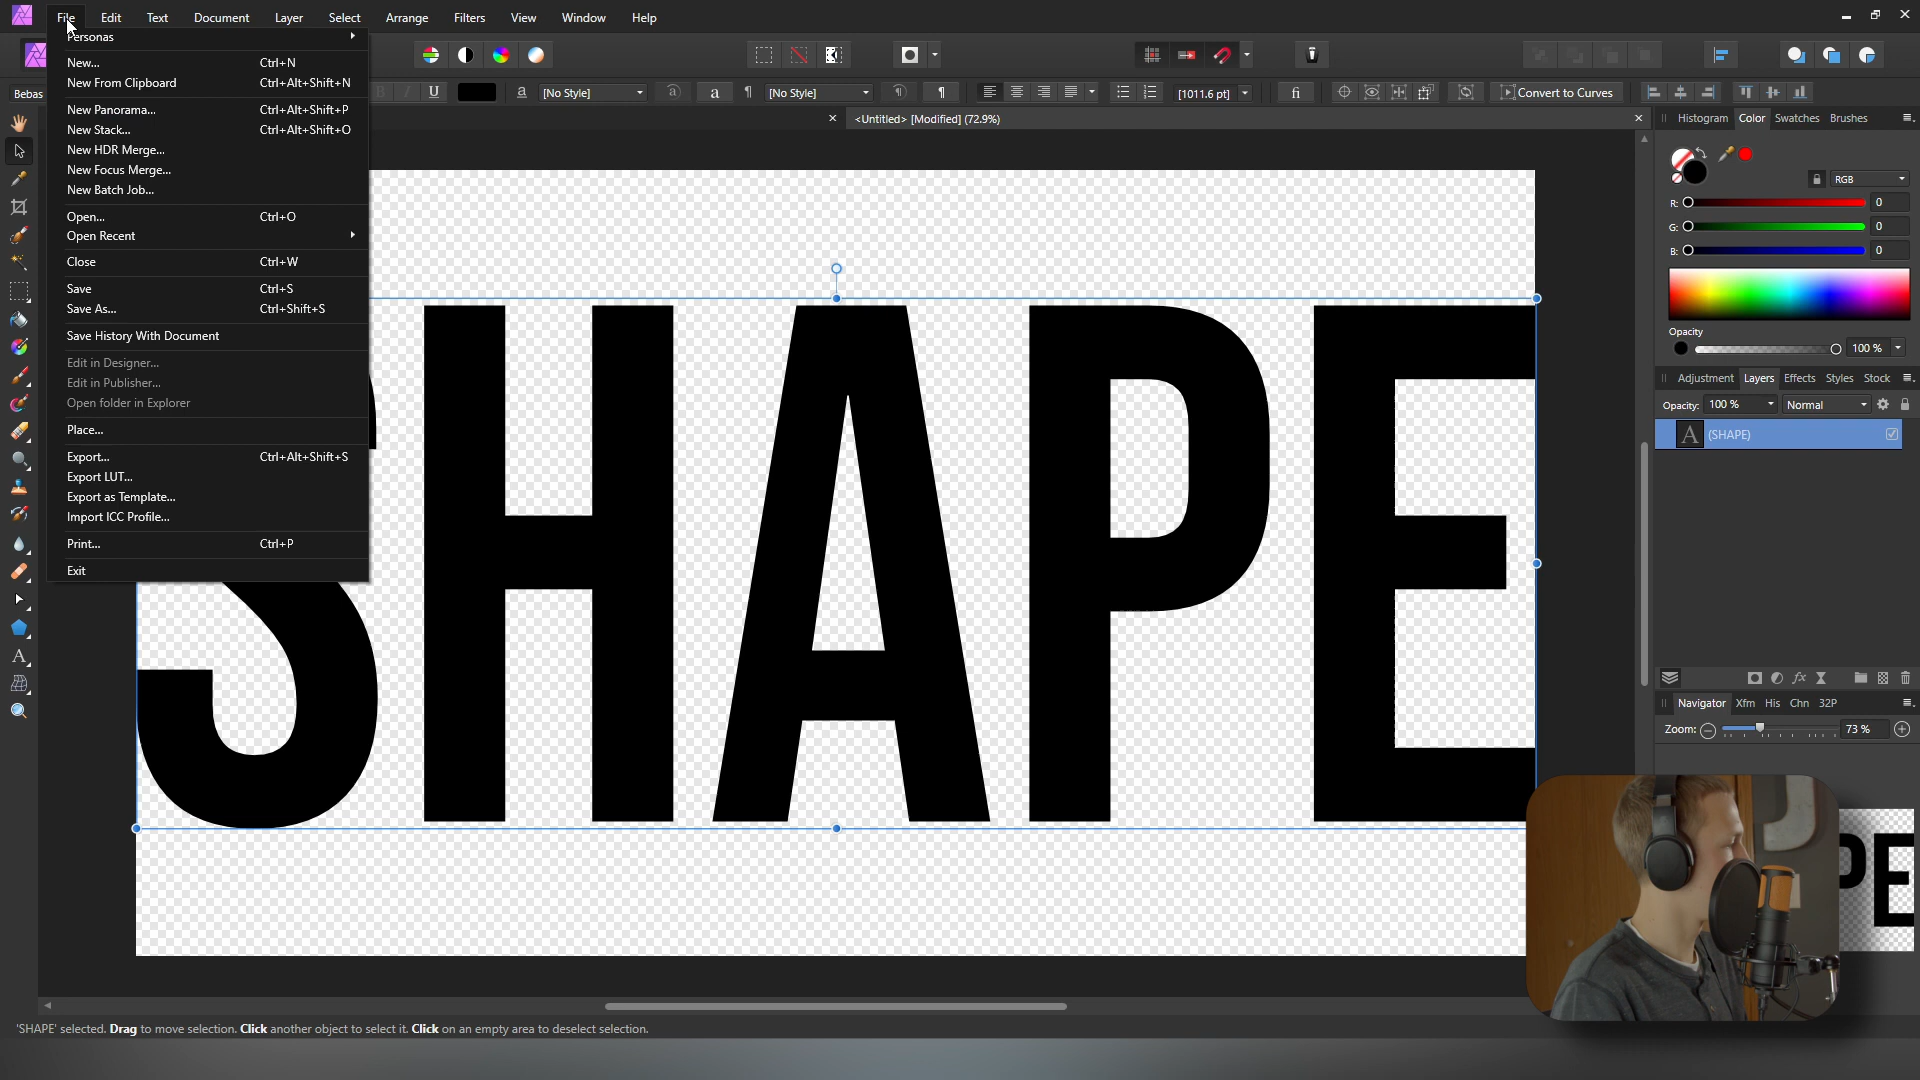 File Edit Text Document Layer Select Arrange Filters View Window Help
Personas
New... Ctrl+N
New From Clipboard Ctrl+Alt+Shift+N
New Panorama... Ctrl+Alt+Shift+P
New Stack... Ctrl+Alt+Shift+O
New HDR Merge...
New Focus Merge...
New Batch Job...
Open... Ctrl+O
Open Recent
Close Ctrl+W
Save Ctrl+S
Save As... Ctrl+Shift+S
Save History With Document
Edit in Designer...
Edit in Publisher...
Open folder in Explorer
Place...
Export... Ctrl+Alt+Shift+S
Export LUT...
Export as Template...
Import ICC Profile...
Print... Ctrl+P
Exit
Bebas B I U a [No Style] a a ¶ [No Style] ¶ ¶ [1011.6 pt] fi Convert to Curves
<Untitled> [Modified] (72.9%)
SHAPE
Histogram Color Swatches Brushes
RGB
R: 0
G: 0
B: 0
Opacity
100 %
Adjustment Layers Effects Styles Stock
Opacity: 100 % Normal
A (SHAPE)
fx
Navigator Xfm His Chn 32P
Zoom: 73 %
PE
'SHAPE' selected. Drag to move selection. Click another object to select it. Click on an empty area to deselect selection.